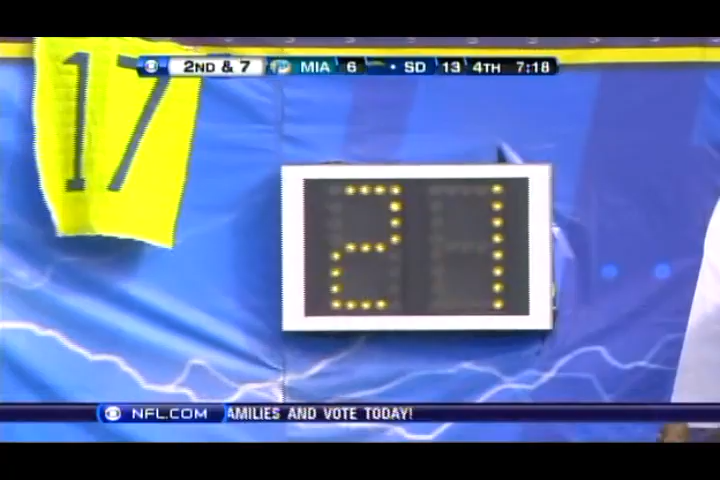 17
2ND & 7 MIA 6 SD 13 4TH 7:18
21
NFL.COM AMILIES AND VOTE TODAY!